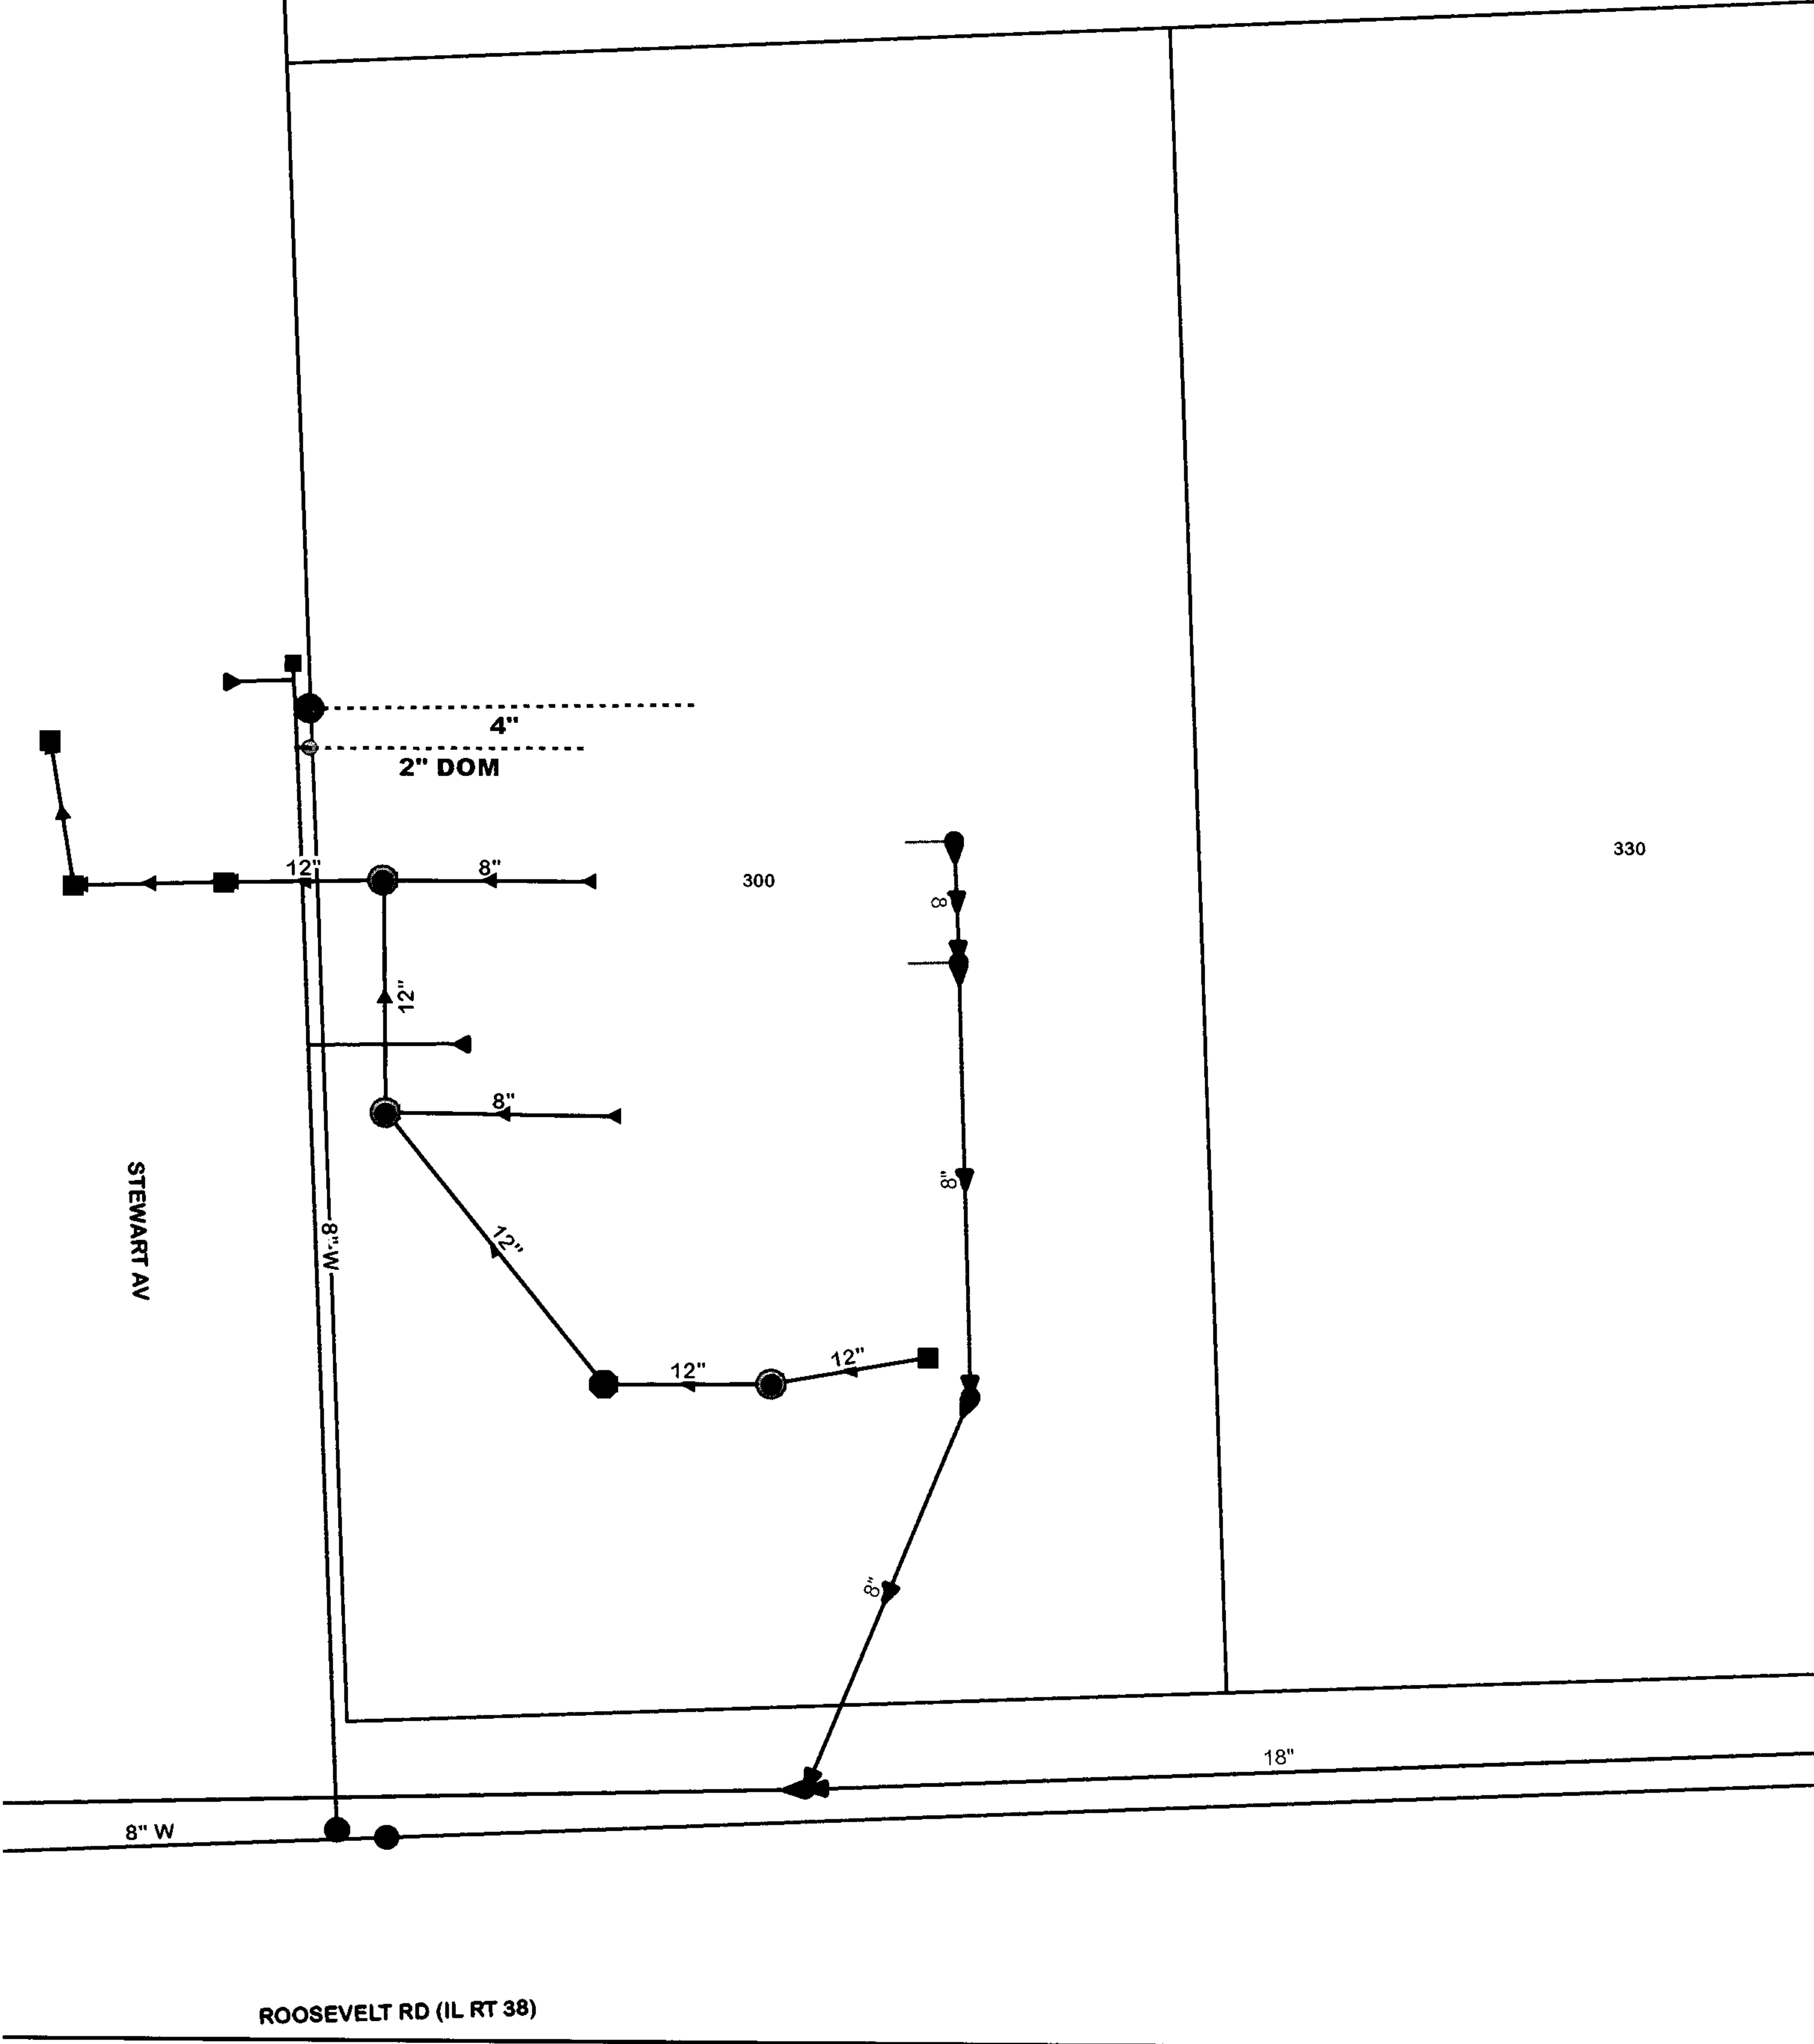 4"
2" DOM
12"
8"
300
330
8
12"
8"
8"
STEWART AV
8"W
12"
12"
12"
8"
18"
8" W
ROOSEVELT RD (IL RT 38)